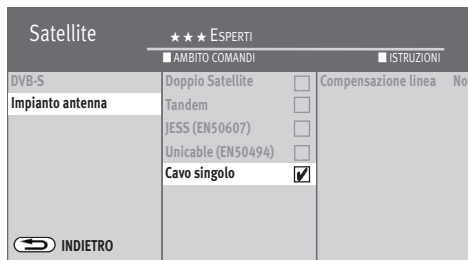 Satellite
★ ★ ★ ESPERTI
AMBITO COMANDI
ISTRUZIONI
DVB-S
Impianto antenna
Doppio Satellite
Tandem
JESS (EN50607)
Unicable (EN50494)
Cavo singolo
Compensazione linea No
INDIETRO